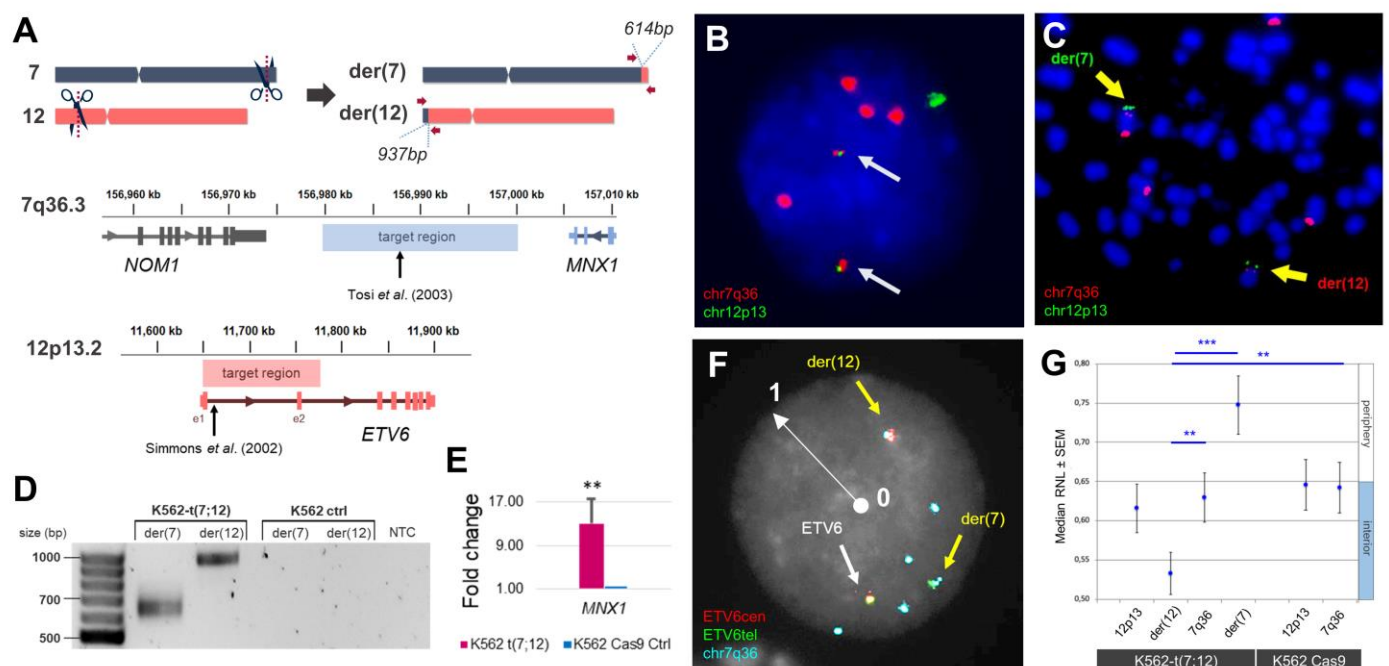 A
7
12
der(7)
der(12)
614bp
937bp
7q36.3
156,960 kb 156,970 kb 156,980 kb 156,990 kb 157,000 kb 157,010 kb
target region
NOM1
MNX1
Tosi et al. (2003)
12p13.2
11,600 kb 11,700 kb 11,800 kb 11,900 kb
target region
e1 e2
ETV6
Simmons et al. (2002)
B
chr7q36
chr12p13
C
der(7)
der(12)
chr7q36
chr12p13
D
K562-t(7;12) K562 ctrl
size (bp) der(7) der(12) der(7) der(12) NTC
1000
700
500
E
**
Fold change
17.00
9.00
1.00
MNX1
K562 t(7;12) K562 Cas9 Ctrl
F
der(12)
1
0
ETV6
der(7)
ETV6cen
ETV6tel
chr7q36
G
***
**
**
Median RNL ± SEM
0,80
0,75
0,70
0,65
0,60
0,55
0,50
periphery
interior
12p13 der(12) 7q36 der(7) 12p13 7q36
K562-t(7;12) K562 Cas9